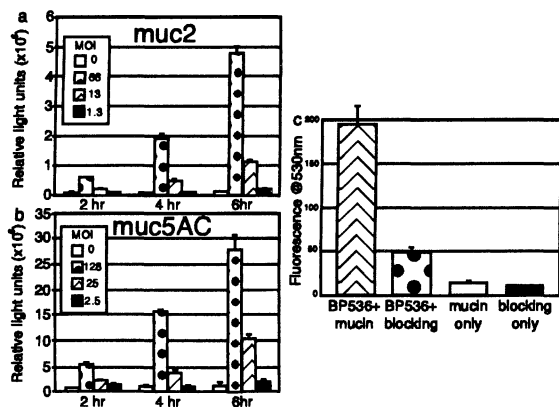 a
muc2
Relative light units
6
5
4
3
2
1
0
MOI
0
66
13
1.3
2 hr
4 hr
6hr
b
muc5AC
Relative light units
35
30
25
20
15
10
5
0
MOI
0
128
25
2.5
2 hr
4 hr
6hr
C
Fluorescence @530nm
200
150
100
50
0
BP536+
mucin
BP536+
blocking
mucin
only
blocking
only